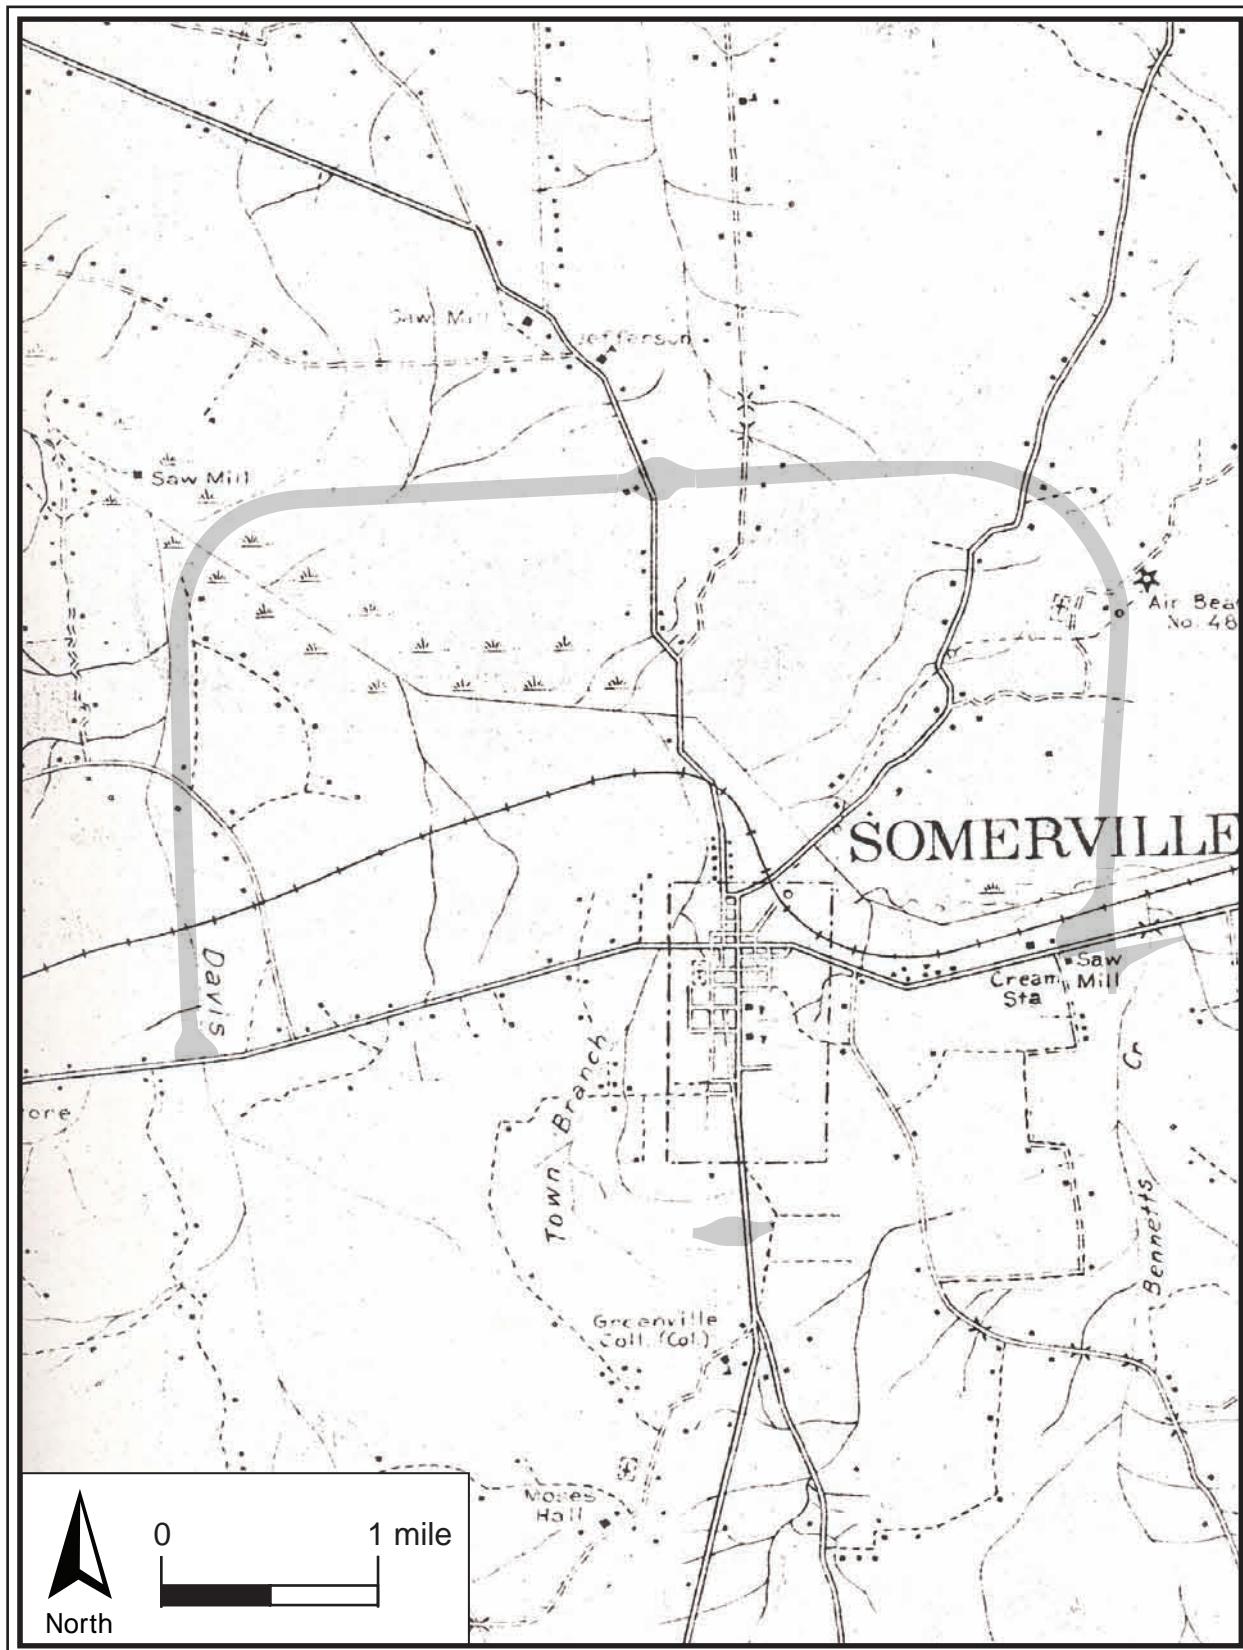 Saw Mill
Jefferson
Saw Mill
Air Bea
No. 48
SOMERVILLE
Davis
Saw
Mill
Cream
Sta
Cr
Bennetts
ore
Town Branch
Greenville
Coll. (Col.)
Moses
Hall
0 1 mile
North